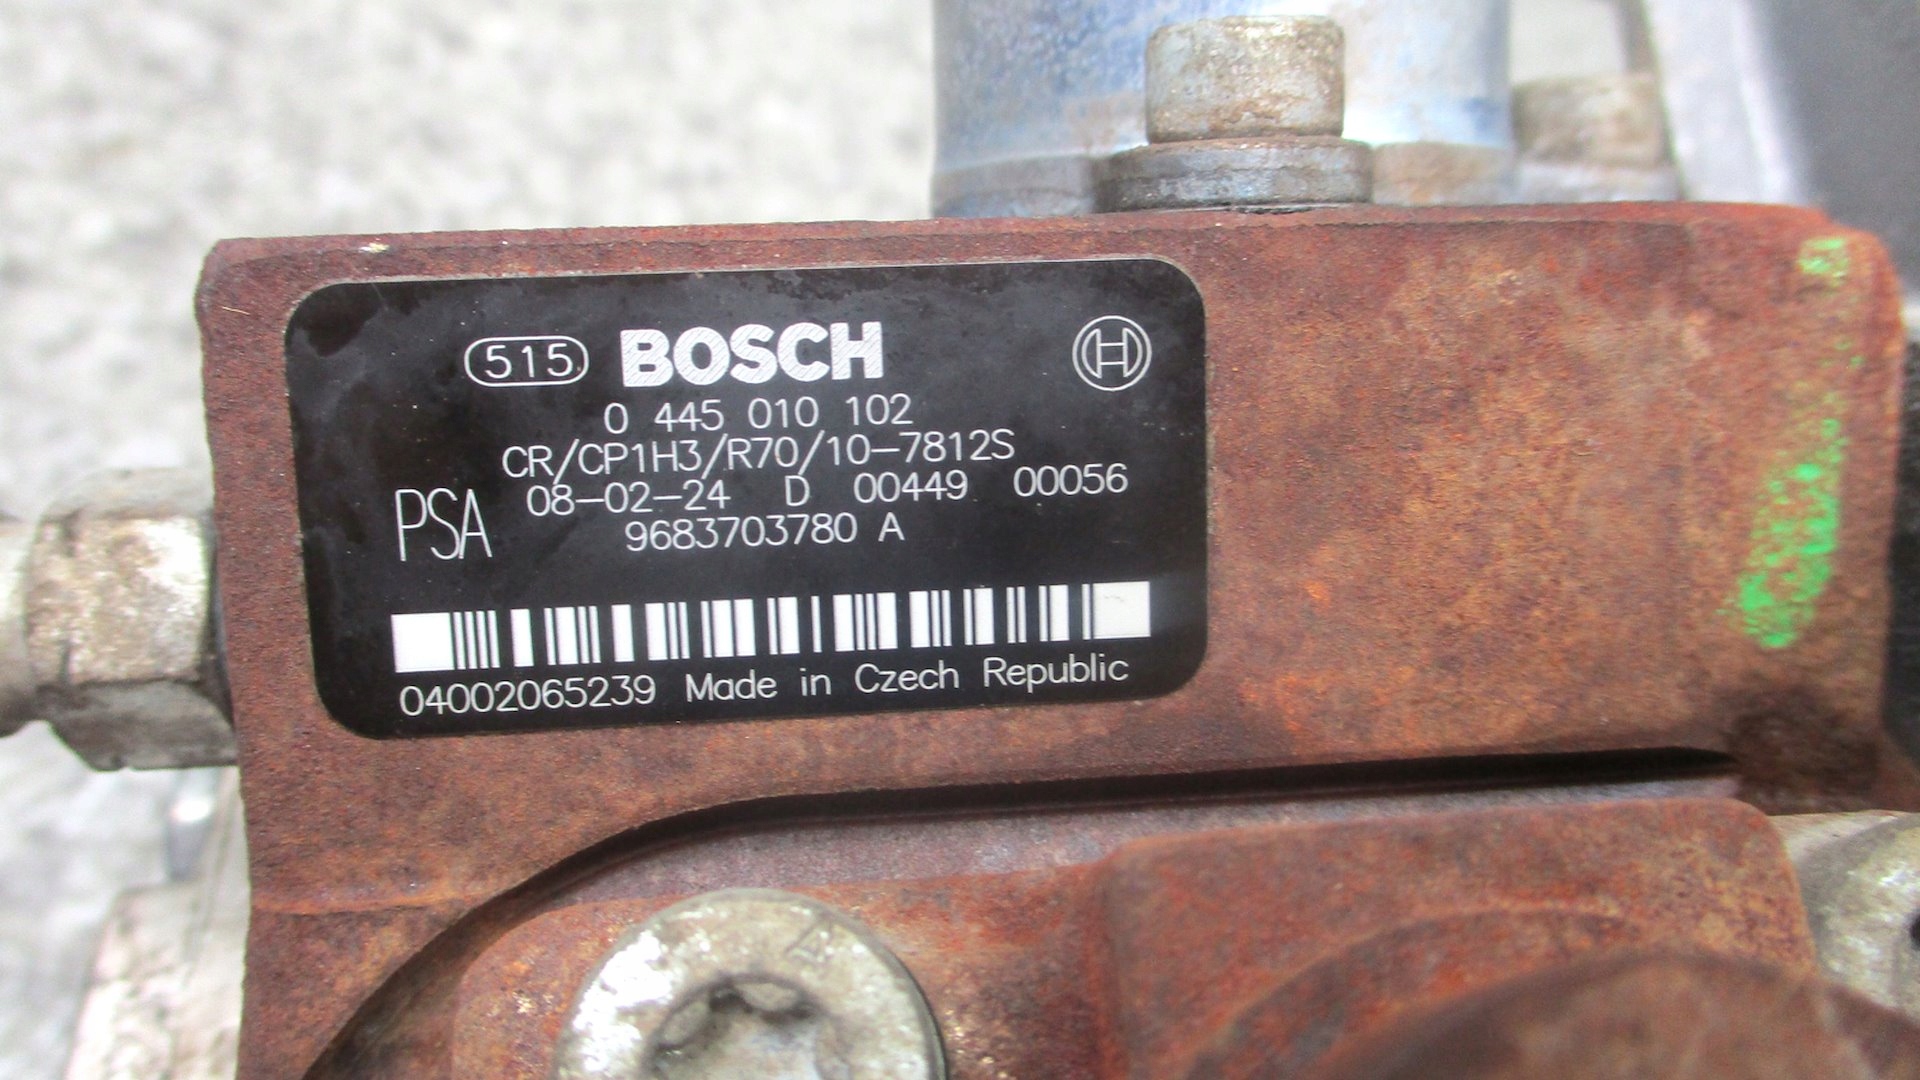 515 BOSCH
0 445 010 102
CR/CP1H3/R70/10-7812S
PSA 08-02-24 D 00449 00056
9683703780 A
04002065239 Made in Czech Republic